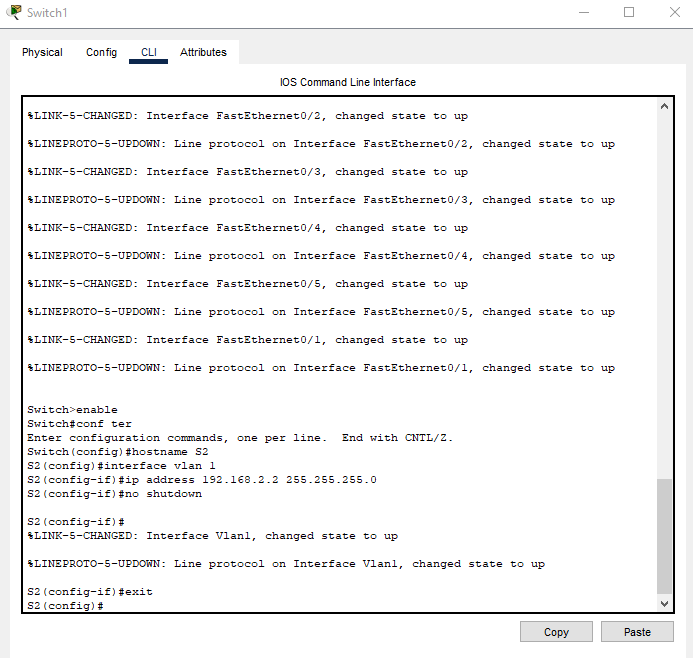 Switch1
Physical Config CLI Attributes
IOS Command Line Interface
%LINK-5-CHANGED: Interface FastEthernet0/2, changed state to up
%LINEPROTO-5-UPDOWN: Line protocol on Interface FastEthernet0/2, changed state to up
%LINK-5-CHANGED: Interface FastEthernet0/3, changed state to up
%LINEPROTO-5-UPDOWN: Line protocol on Interface FastEthernet0/3, changed state to up
%LINK-5-CHANGED: Interface FastEthernet0/4, changed state to up
%LINEPROTO-5-UPDOWN: Line protocol on Interface FastEthernet0/4, changed state to up
%LINK-5-CHANGED: Interface FastEthernet0/5, changed state to up
%LINEPROTO-5-UPDOWN: Line protocol on Interface FastEthernet0/5, changed state to up
%LINK-5-CHANGED: Interface FastEthernet0/1, changed state to up
%LINEPROTO-5-UPDOWN: Line protocol on Interface FastEthernet0/1, changed state to up
Switch>enable
Switch#conf ter
Enter configuration commands, one per line.  End with CNTL/Z.
Switch(config)#hostname S2
S2(config)#interface vlan 1
S2(config-if)#ip address 192.168.2.2 255.255.255.0
S2(config-if)#no shutdown
S2(config-if)#
%LINK-5-CHANGED: Interface Vlan1, changed state to up
%LINEPROTO-5-UPDOWN: Line protocol on Interface Vlan1, changed state to up
S2(config-if)#exit
S2(config)#
Copy Paste